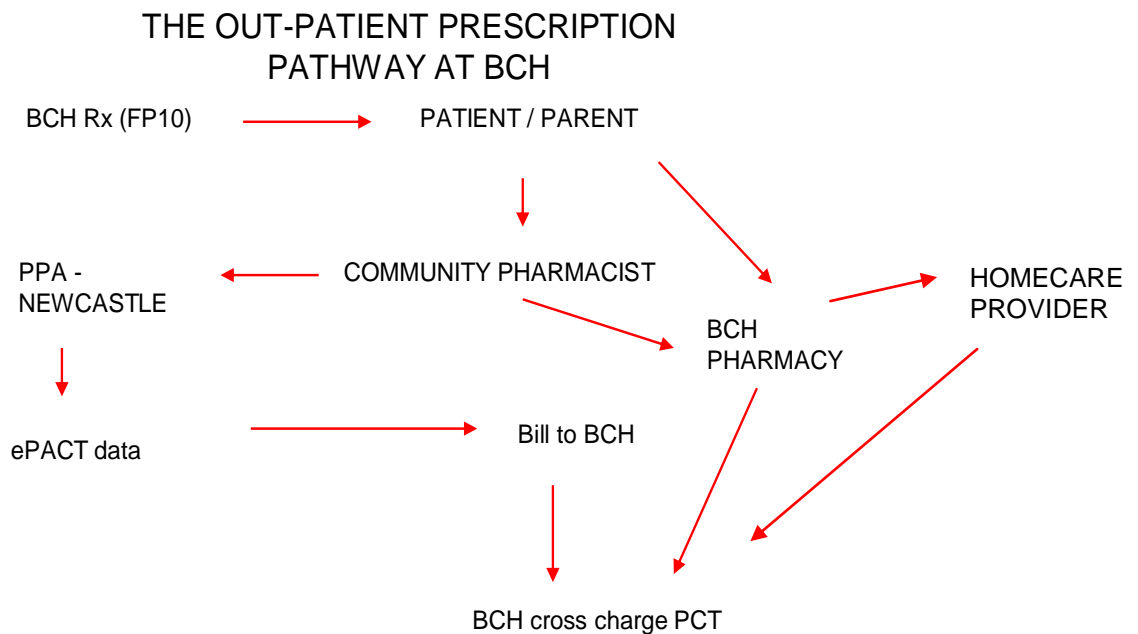 THE OUT-PATIENT PRESCRIPTION
PATHWAY AT BCH
BCH Rx (FP10)
PATIENT / PARENT
PPA -
NEWCASTLE
COMMUNITY PHARMACIST
HOMECARE
PROVIDER
BCH
PHARMACY
ePACT data
Bill to BCH
BCH cross charge PCT